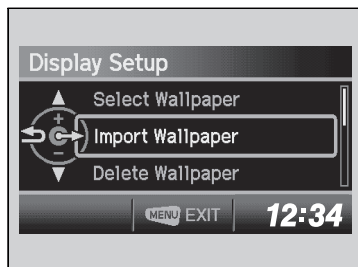 Display Setup
Select Wallpaper
Import Wallpaper
Delete Wallpaper
MENU EXIT 12:34